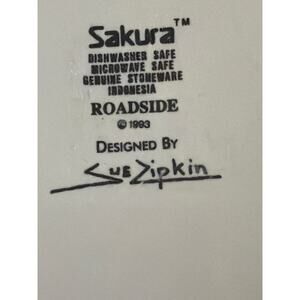 Sakura™
DISHWASHER SAFE
MICROWAVE SAFE
GENUINE STONEWARE
INDONESIA
ROADSIDE
© 1993
DESIGNED BY
Sue Zipkin